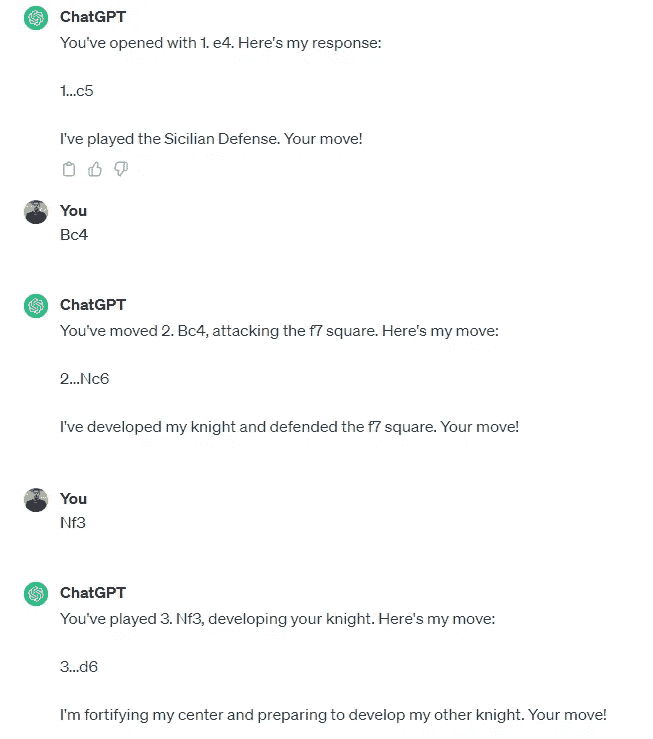 ChatGPT
You've opened with 1. e4. Here's my response:
1...c5
I've played the Sicilian Defense. Your move!
You
Bc4
ChatGPT
You've moved 2. Bc4, attacking the f7 square. Here's my move:
2...Nc6
I've developed my knight and defended the f7 square. Your move!
You
Nf3
ChatGPT
You've played 3. Nf3, developing your knight. Here's my move:
3...d6
I'm fortifying my center and preparing to develop my other knight. Your move!